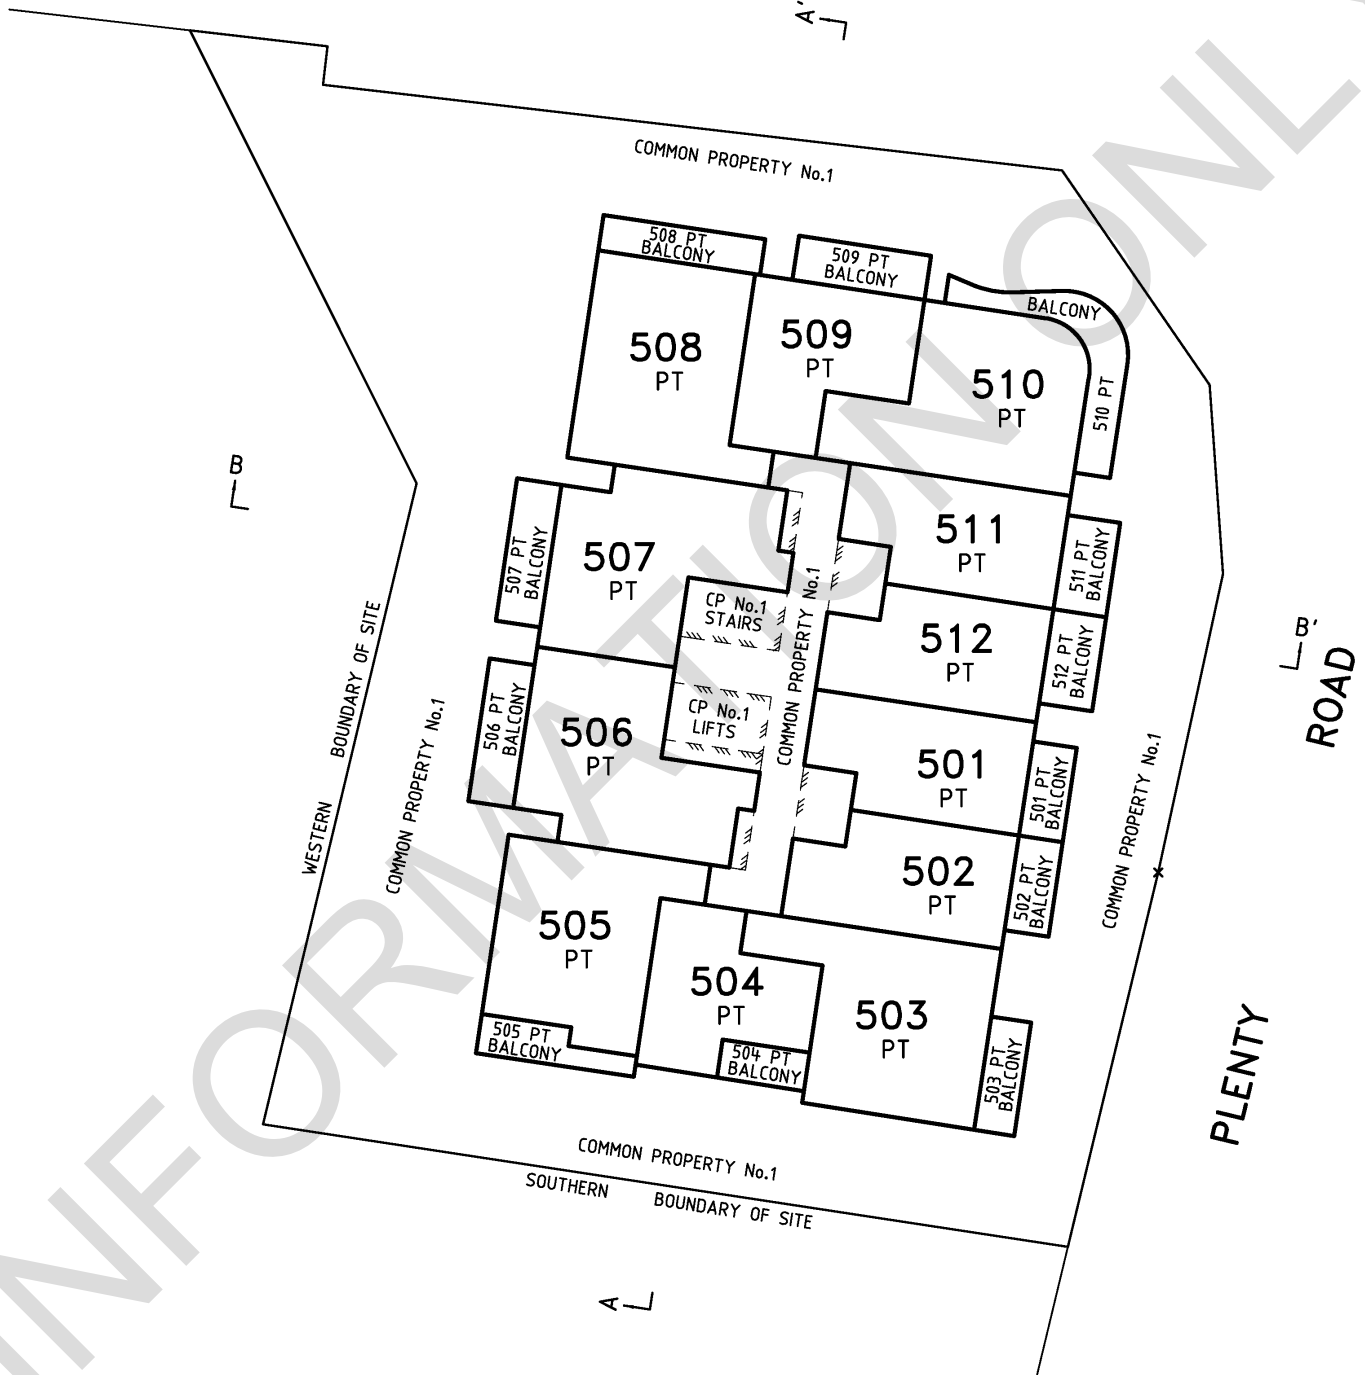 A'
COMMON PROPERTY No.1
508 PT
BALCONY
509 PT
BALCONY
BALCONY
510 PT
508
PT
509
PT
510
PT
B
507 PT
BALCONY
507
PT
511
PT
511 PT
BALCONY
CP No.1
STAIRS
COMMON PROPERTY No.1
512
PT
512 PT
BALCONY
B'
WESTERN BOUNDARY OF SITE
COMMON PROPERTY No.1
506 PT
BALCONY
506
PT
CP No.1
LIFTS
501
PT
501 PT
BALCONY
COMMON PROPERTY No.1
PLENTY ROAD
502
PT
502 PT
BALCONY
505
PT
505 PT
BALCONY
504
PT
504 PT
BALCONY
503
PT
503 PT
BALCONY
COMMON PROPERTY No.1
SOUTHERN BOUNDARY OF SITE
A
INFORMATION ONL